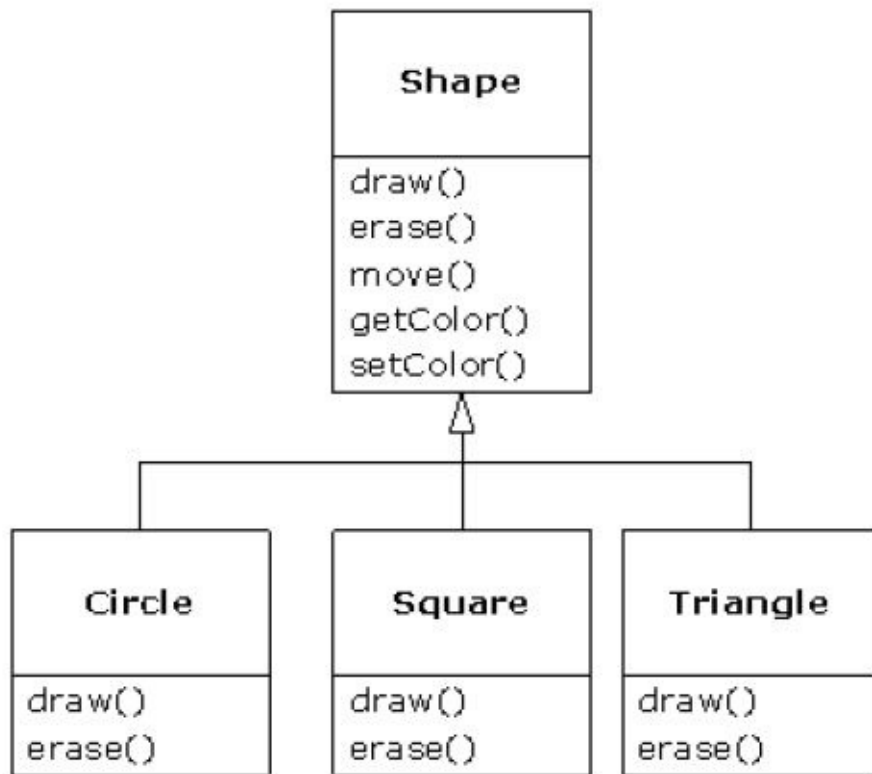 Shape
draw()
erase()
move()
getColor()
setColor()
Circle
draw()
erase()
Square
draw()
erase()
Triangle
draw()
erase()